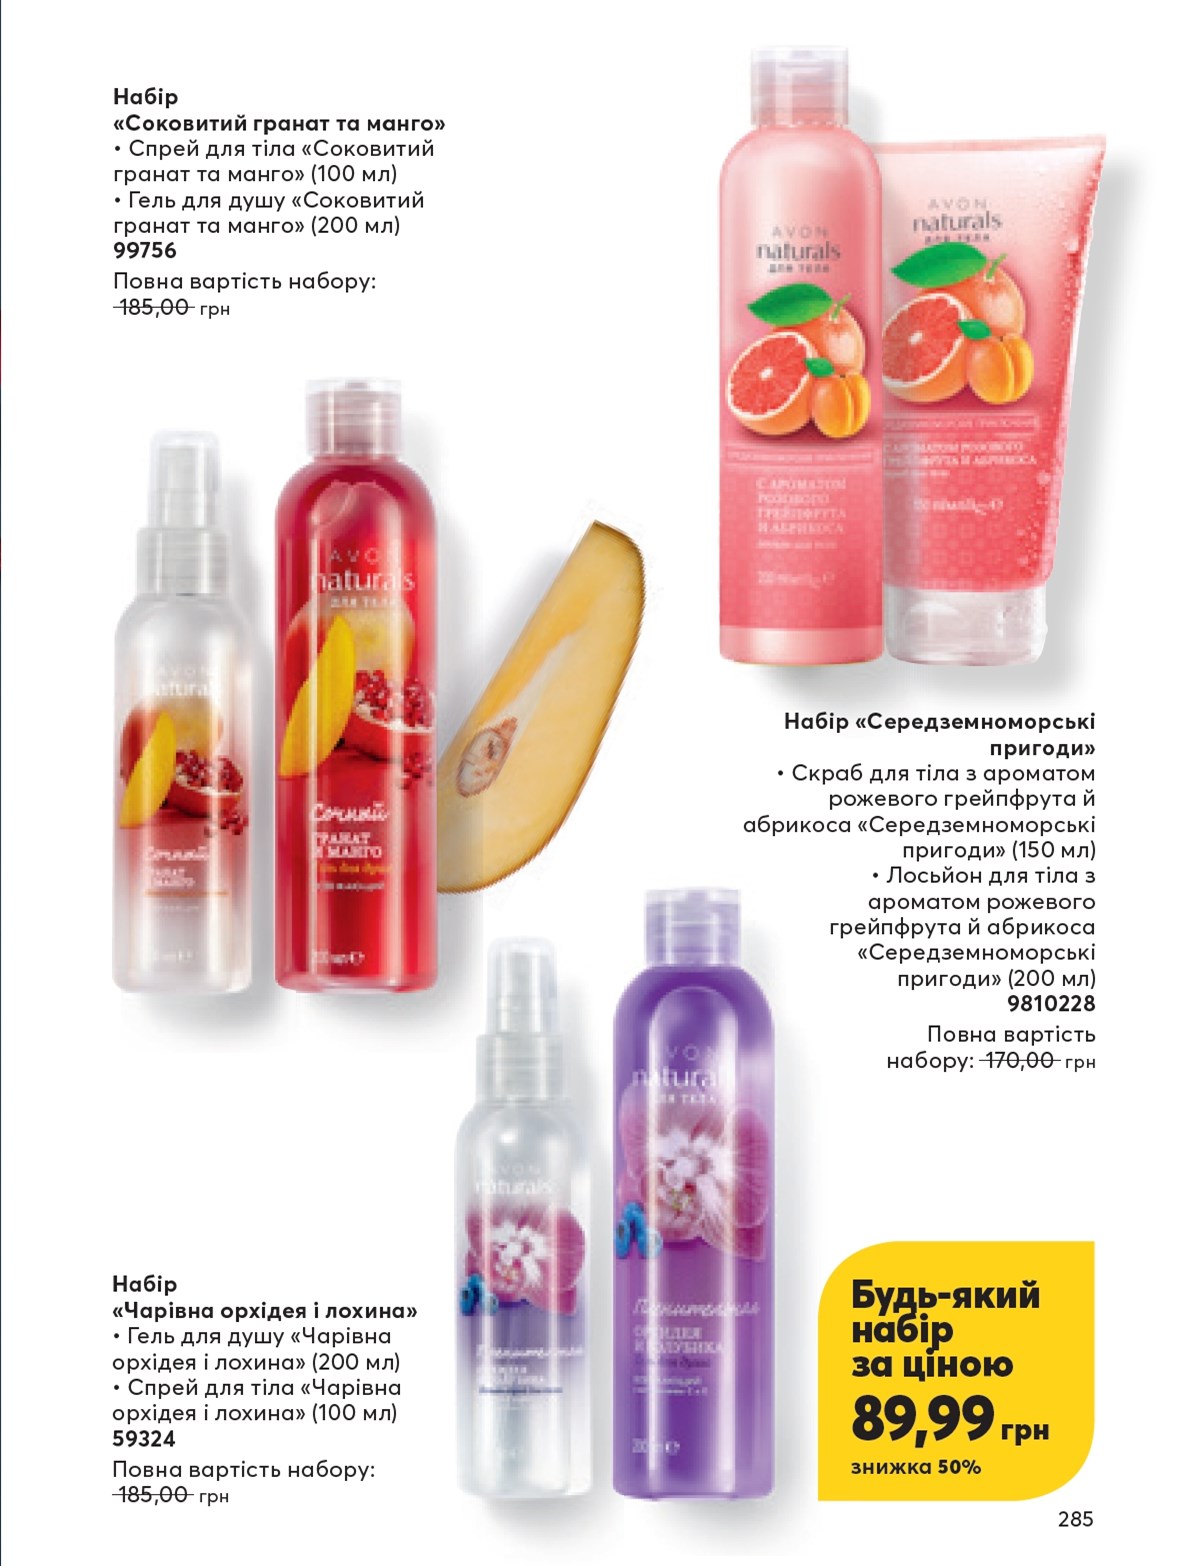 Набір
«Соковитий гранат та манго»
• Спрей для тіла «Соковитий
гранат та манго» (100 мл)
• Гель для душу «Соковитий
гранат та манго» (200 мл)
99756
Повна вартість набору:
185,00 грн
AVON
naturals
ДЛЯ ТЕЛА
С АРОМАТОМ
РОЗОВОГО
ГРЕЙПФРУТА
И АБРИКОСА
AVON
naturals
ДЛЯ ТЕЛА
С АРОМАТОМ РОЗОВОГО
ГРЕЙПФРУТА И АБРИКОСА
AVON
naturals
Сочный
ГРАНАТ
И МАНГО
AVON
naturals
ДЛЯ ТЕЛА
Сочный
ГРАНАТ
И МАНГО
Набір «Середземноморські
пригоди»
• Скраб для тіла з ароматом
рожевого грейпфрута й
абрикоса «Середземноморські
пригоди» (150 мл)
• Лосьйон для тіла з
ароматом рожевого
грейпфрута й абрикоса
«Середземноморські
пригоди» (200 мл)
9810228
Повна вартість
набору: 170,00 грн
AVON
naturals
AVON
naturals
ДЛЯ ТЕЛА
Пленительная
ОРХИДЕЯ
И ГОЛУБИКА
Набір
«Чарівна орхідея і лохина»
• Гель для душу «Чарівна
орхідея і лохина» (200 мл)
• Спрей для тіла «Чарівна
орхідея і лохина» (100 мл)
59324
Повна вартість набору:
185,00 грн
Будь-який
набір
за ціною
89,99 грн
знижка 50%
285